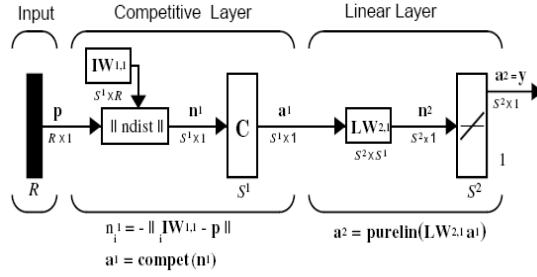 Input Competitive Layer Linear Layer
IW1,1
S1xR
p
R x 1
|| ndist ||
n1
S1x1
C
a1
S1x1
LW2,1
S2xS1
n2
S2x1
a2 = y
S2x1
1
R S1 S2
ni1 = - || iIW1,1 - p ||
a1 = compet(n1)
a2 = purelin(LW2,1 a1)